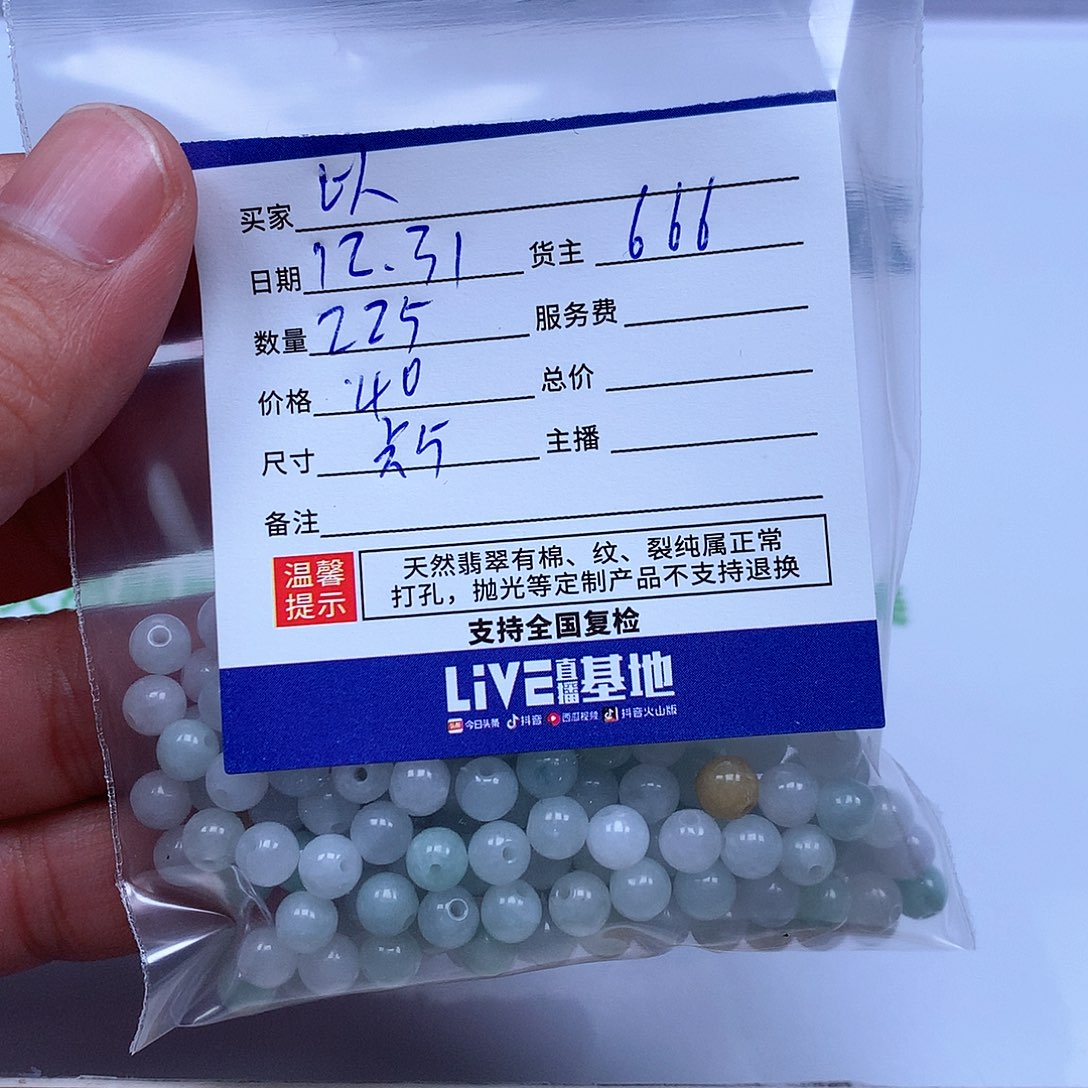 买家
日期 12.31 货主 666
数量 225 服务费
价格 40 总价
尺寸 5 主播
备注
温馨提示
天然翡翠有棉、纹、裂纯属正常
打孔，抛光等定制产品不支持退换
支持全国复检
LiVE直播基地
今日头条 抖音 西瓜视频 抖音火山版